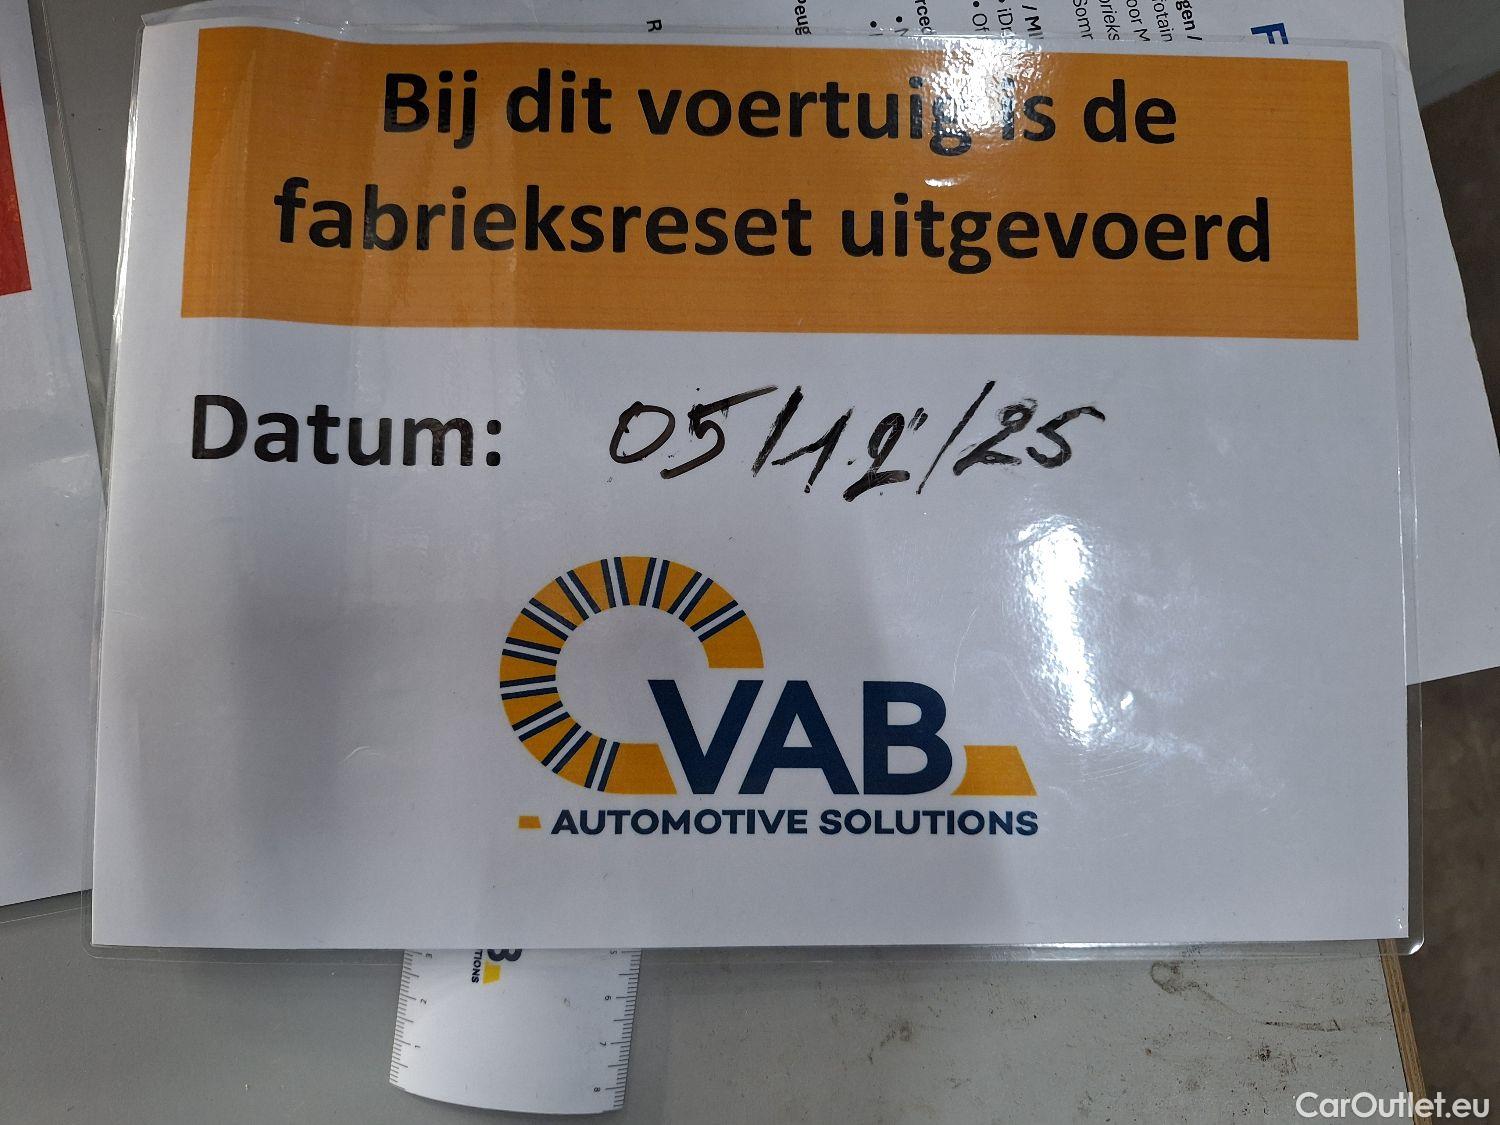 Bij dit voertuig is de
fabrieksreset uitgevoerd
Datum: 05/12/25
VAB
AUTOMOTIVE SOLUTIONS
CarOutlet.eu